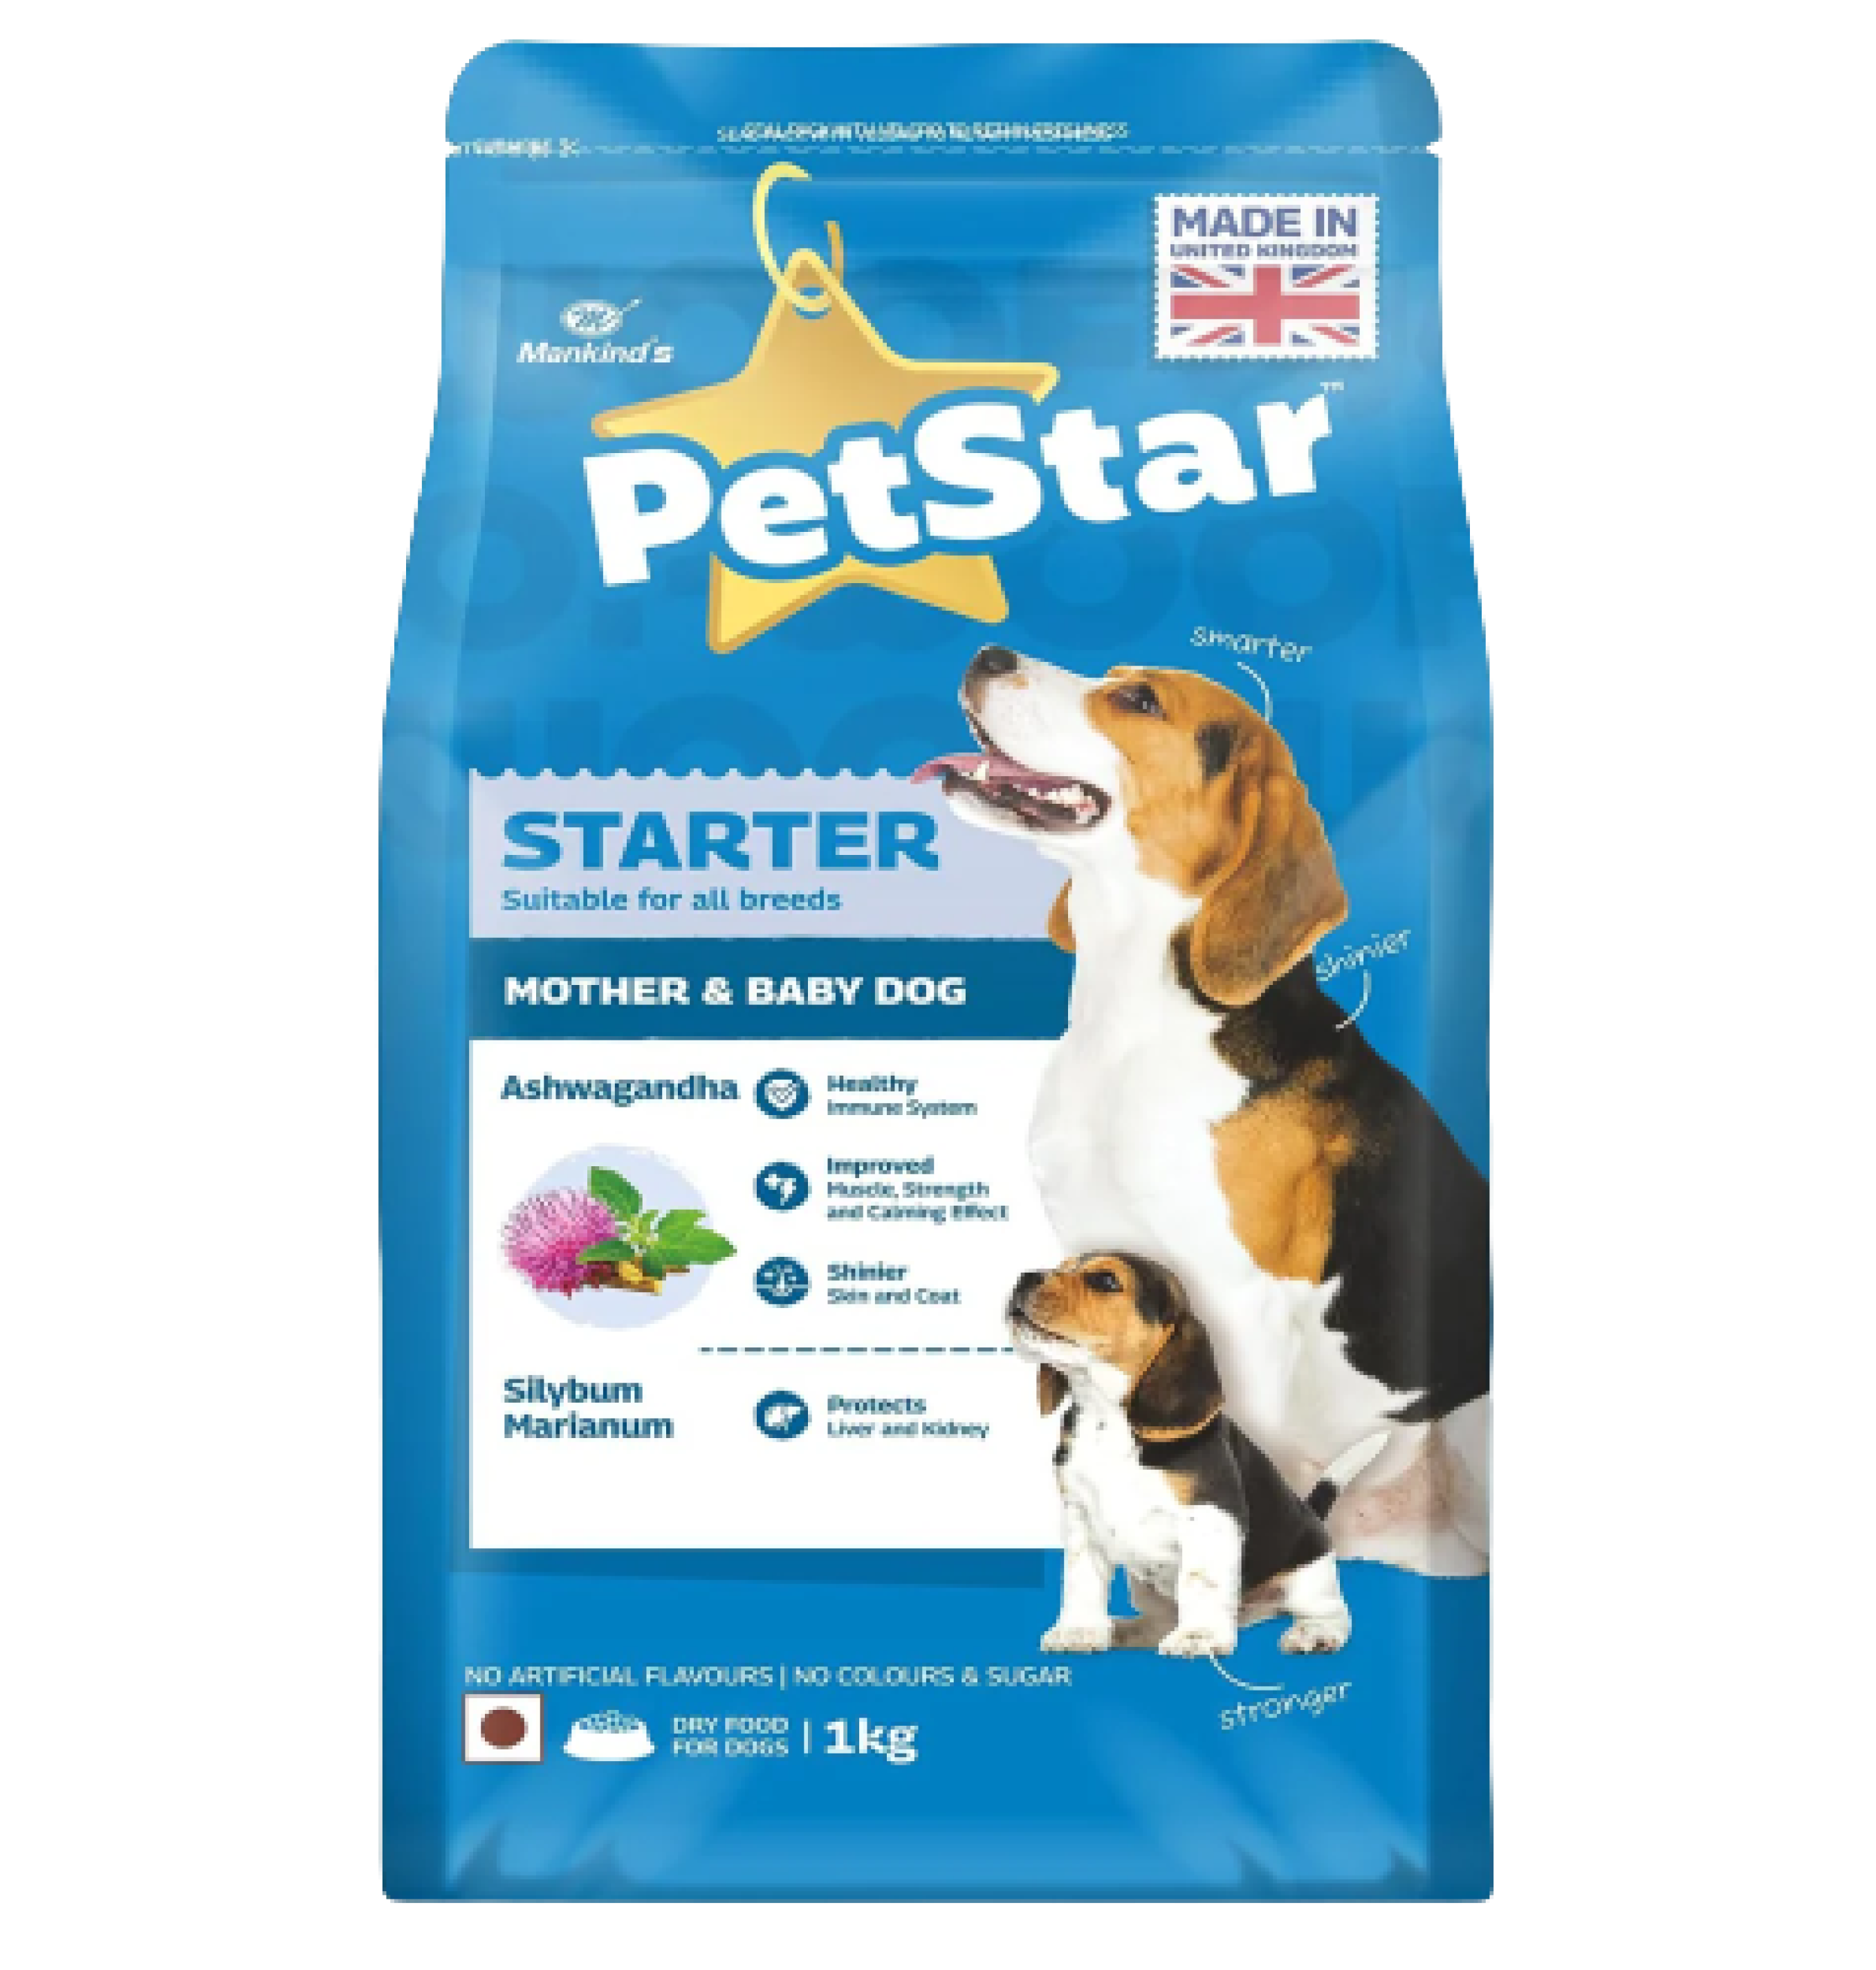 MADE IN
UNITED KINGDOM
Mankind's
PetStar™
smarter
STARTER
Suitable for all breeds
shinier
MOTHER & BABY DOG
Ashwagandha
Healthy
Immune System
Improved
Muscle, Strength
and Calming Effect
Shinier
Skin and Coat
Silybum
Marianum
Protects
Liver and Kidney
NO ARTIFICIAL FLAVOURS | NO COLOURS & SUGAR
DRY FOOD
FOR DOGS | 1kg
stronger